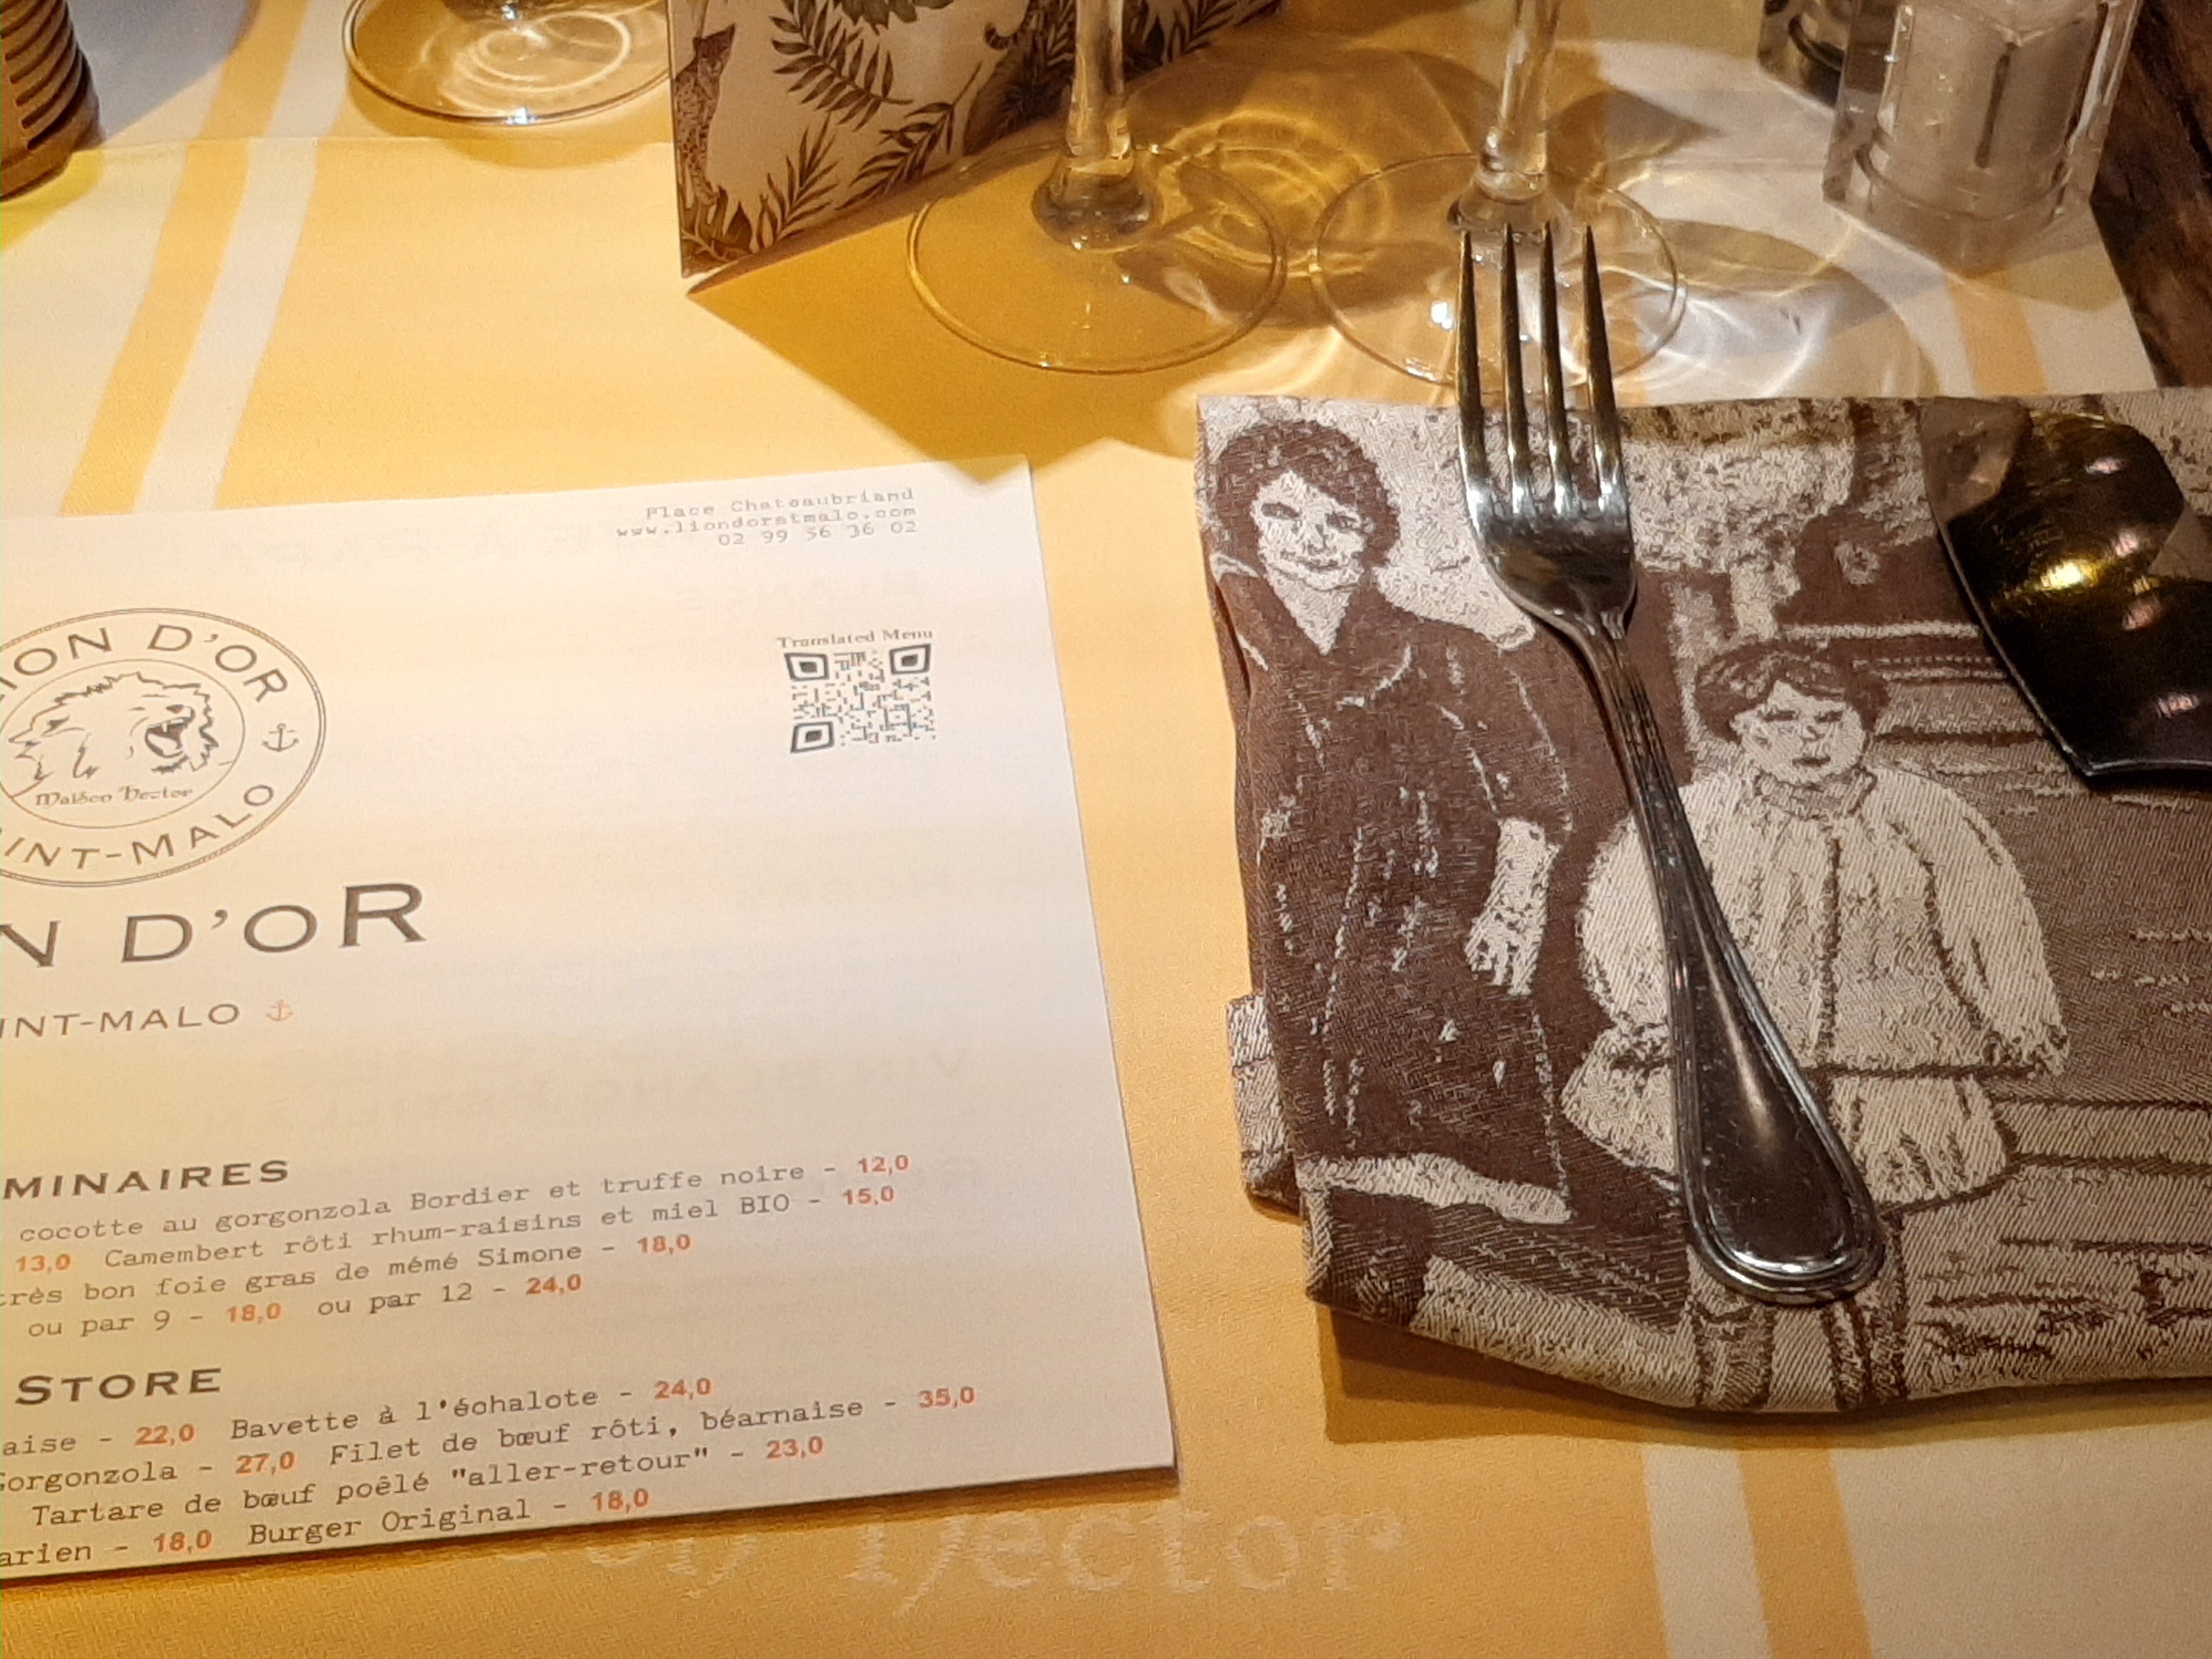 Place Chateaubriand
www.liondorstmalo.com
02 99 56 36 02
Translated Menu
ION D'OR
Maison Hector
INT-MALO
N D'OR
INT-MALO
MINAIRES
cocotte au gorgonzola Bordier et truffe noire - 12,0
13,0 Camembert rôti rhum-raisins et miel BIO - 15,0
très bon foie gras de mémé Simone - 18,0
ou par 9 - 18,0 ou par 12 - 24,0
STORE
aise - 22,0 Bavette à l'échalote - 24,0
Gorgonzola - 27,0 Filet de bœuf rôti, béarnaise - 35,0
Tartare de bœuf poêlé "aller-retour" - 23,0
arien - 18,0 Burger Original - 18,0
Hector